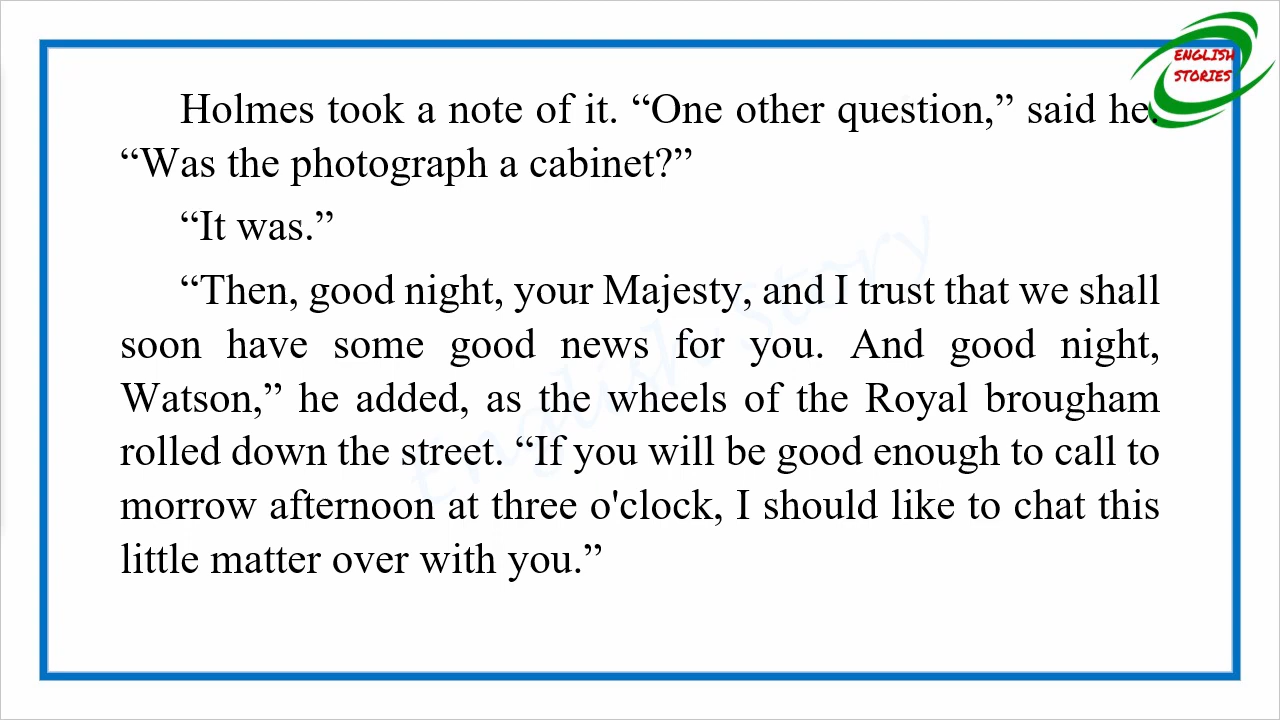 ENGLISH
STORIES
Holmes took a note of it. “One other question,” said he.
“Was the photograph a cabinet?”
“It was.”
“Then, good night, your Majesty, and I trust that we shall
soon have some good news for you. And good night,
Watson,” he added, as the wheels of the Royal brougham
rolled down the street. “If you will be good enough to call to
morrow afternoon at three o'clock, I should like to chat this
little matter over with you.”
English Story